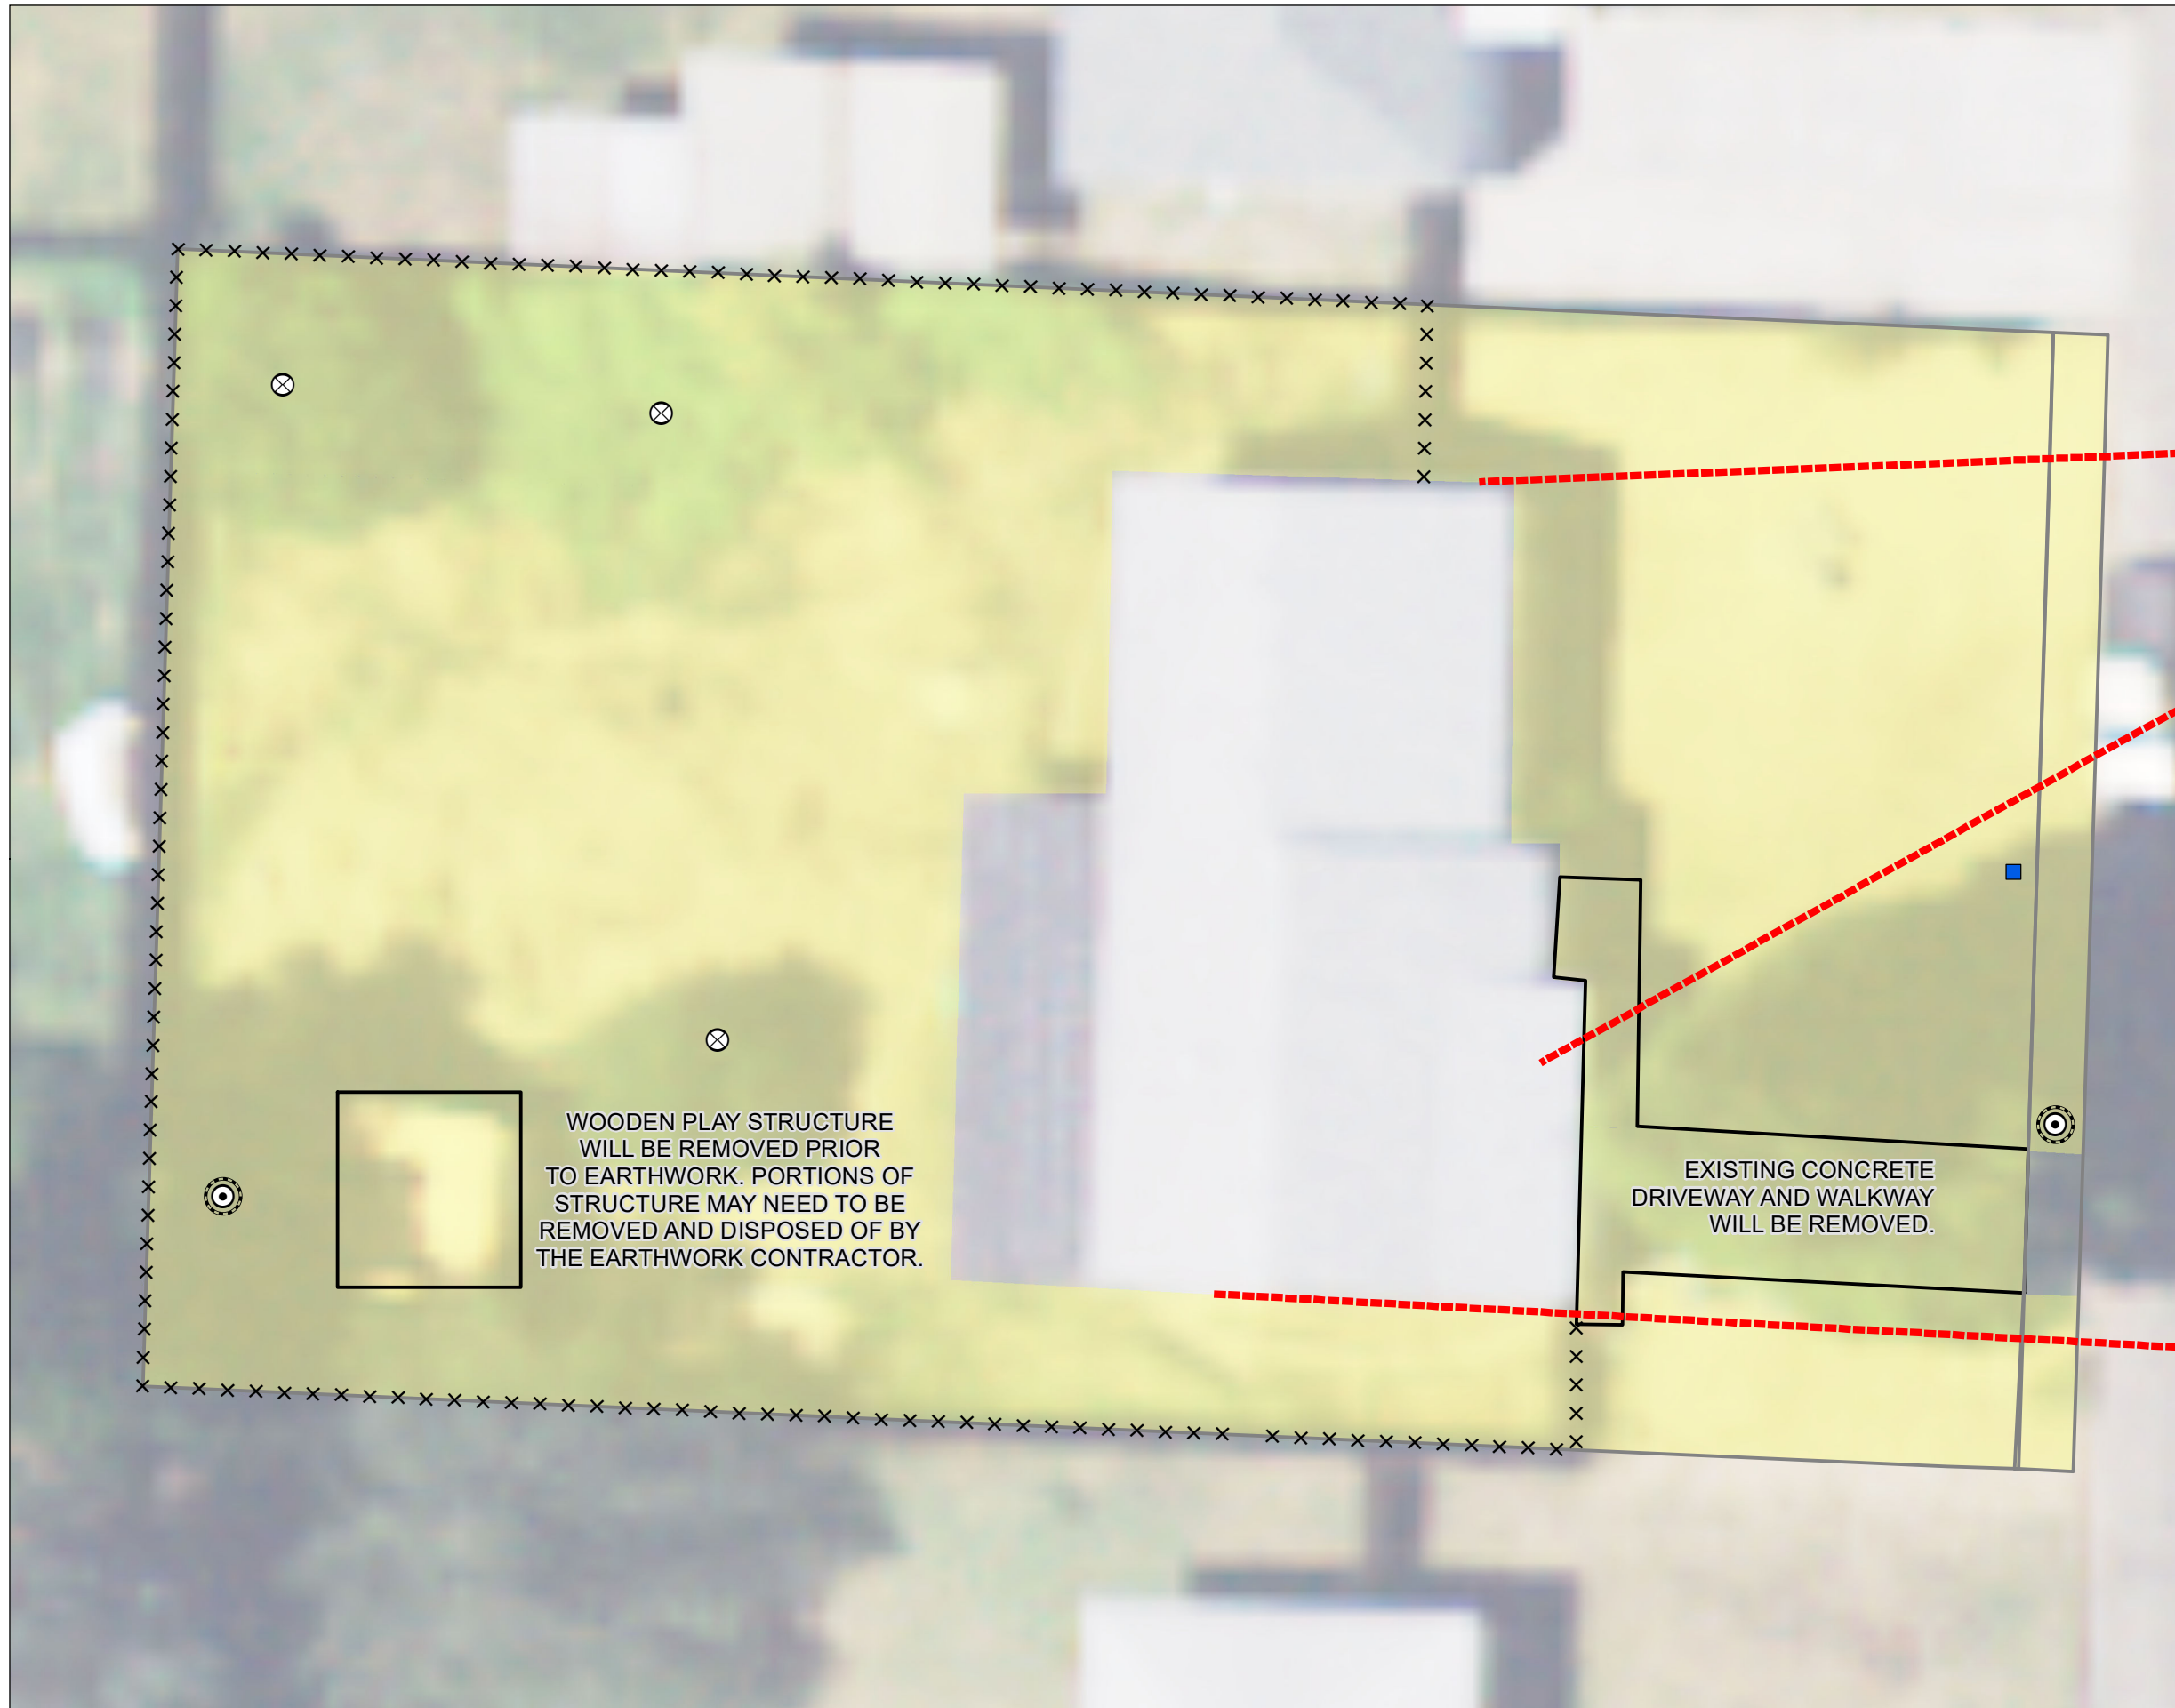 WOODEN PLAY STRUCTURE
WILL BE REMOVED PRIOR
TO EARTHWORK. PORTIONS OF
STRUCTURE MAY NEED TO BE
REMOVED AND DISPOSED OF BY
THE EARTHWORK CONTRACTOR.
EXISTING CONCRETE
DRIVEWAY AND WALKWAY
WILL BE REMOVED.